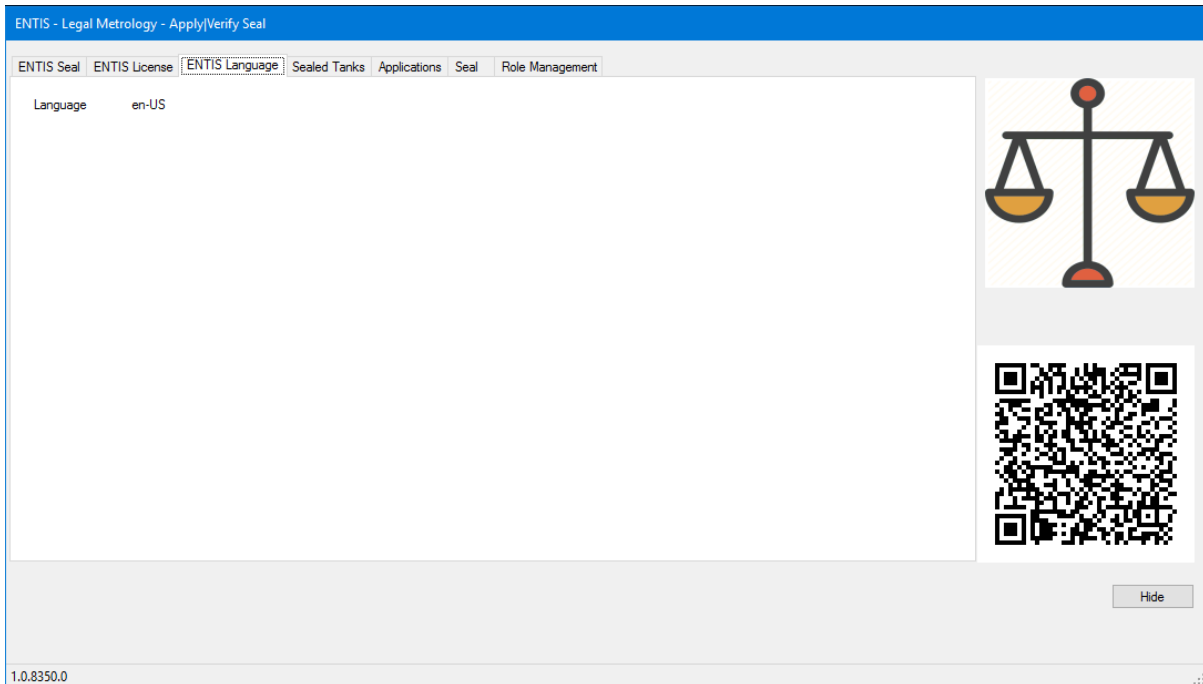 ENTIS - Legal Metrology - Apply|Verify Seal
ENTIS Seal ENTIS License ENTIS Language Sealed Tanks Applications Seal Role Management
Language en-US
Hide
1.0.8350.0